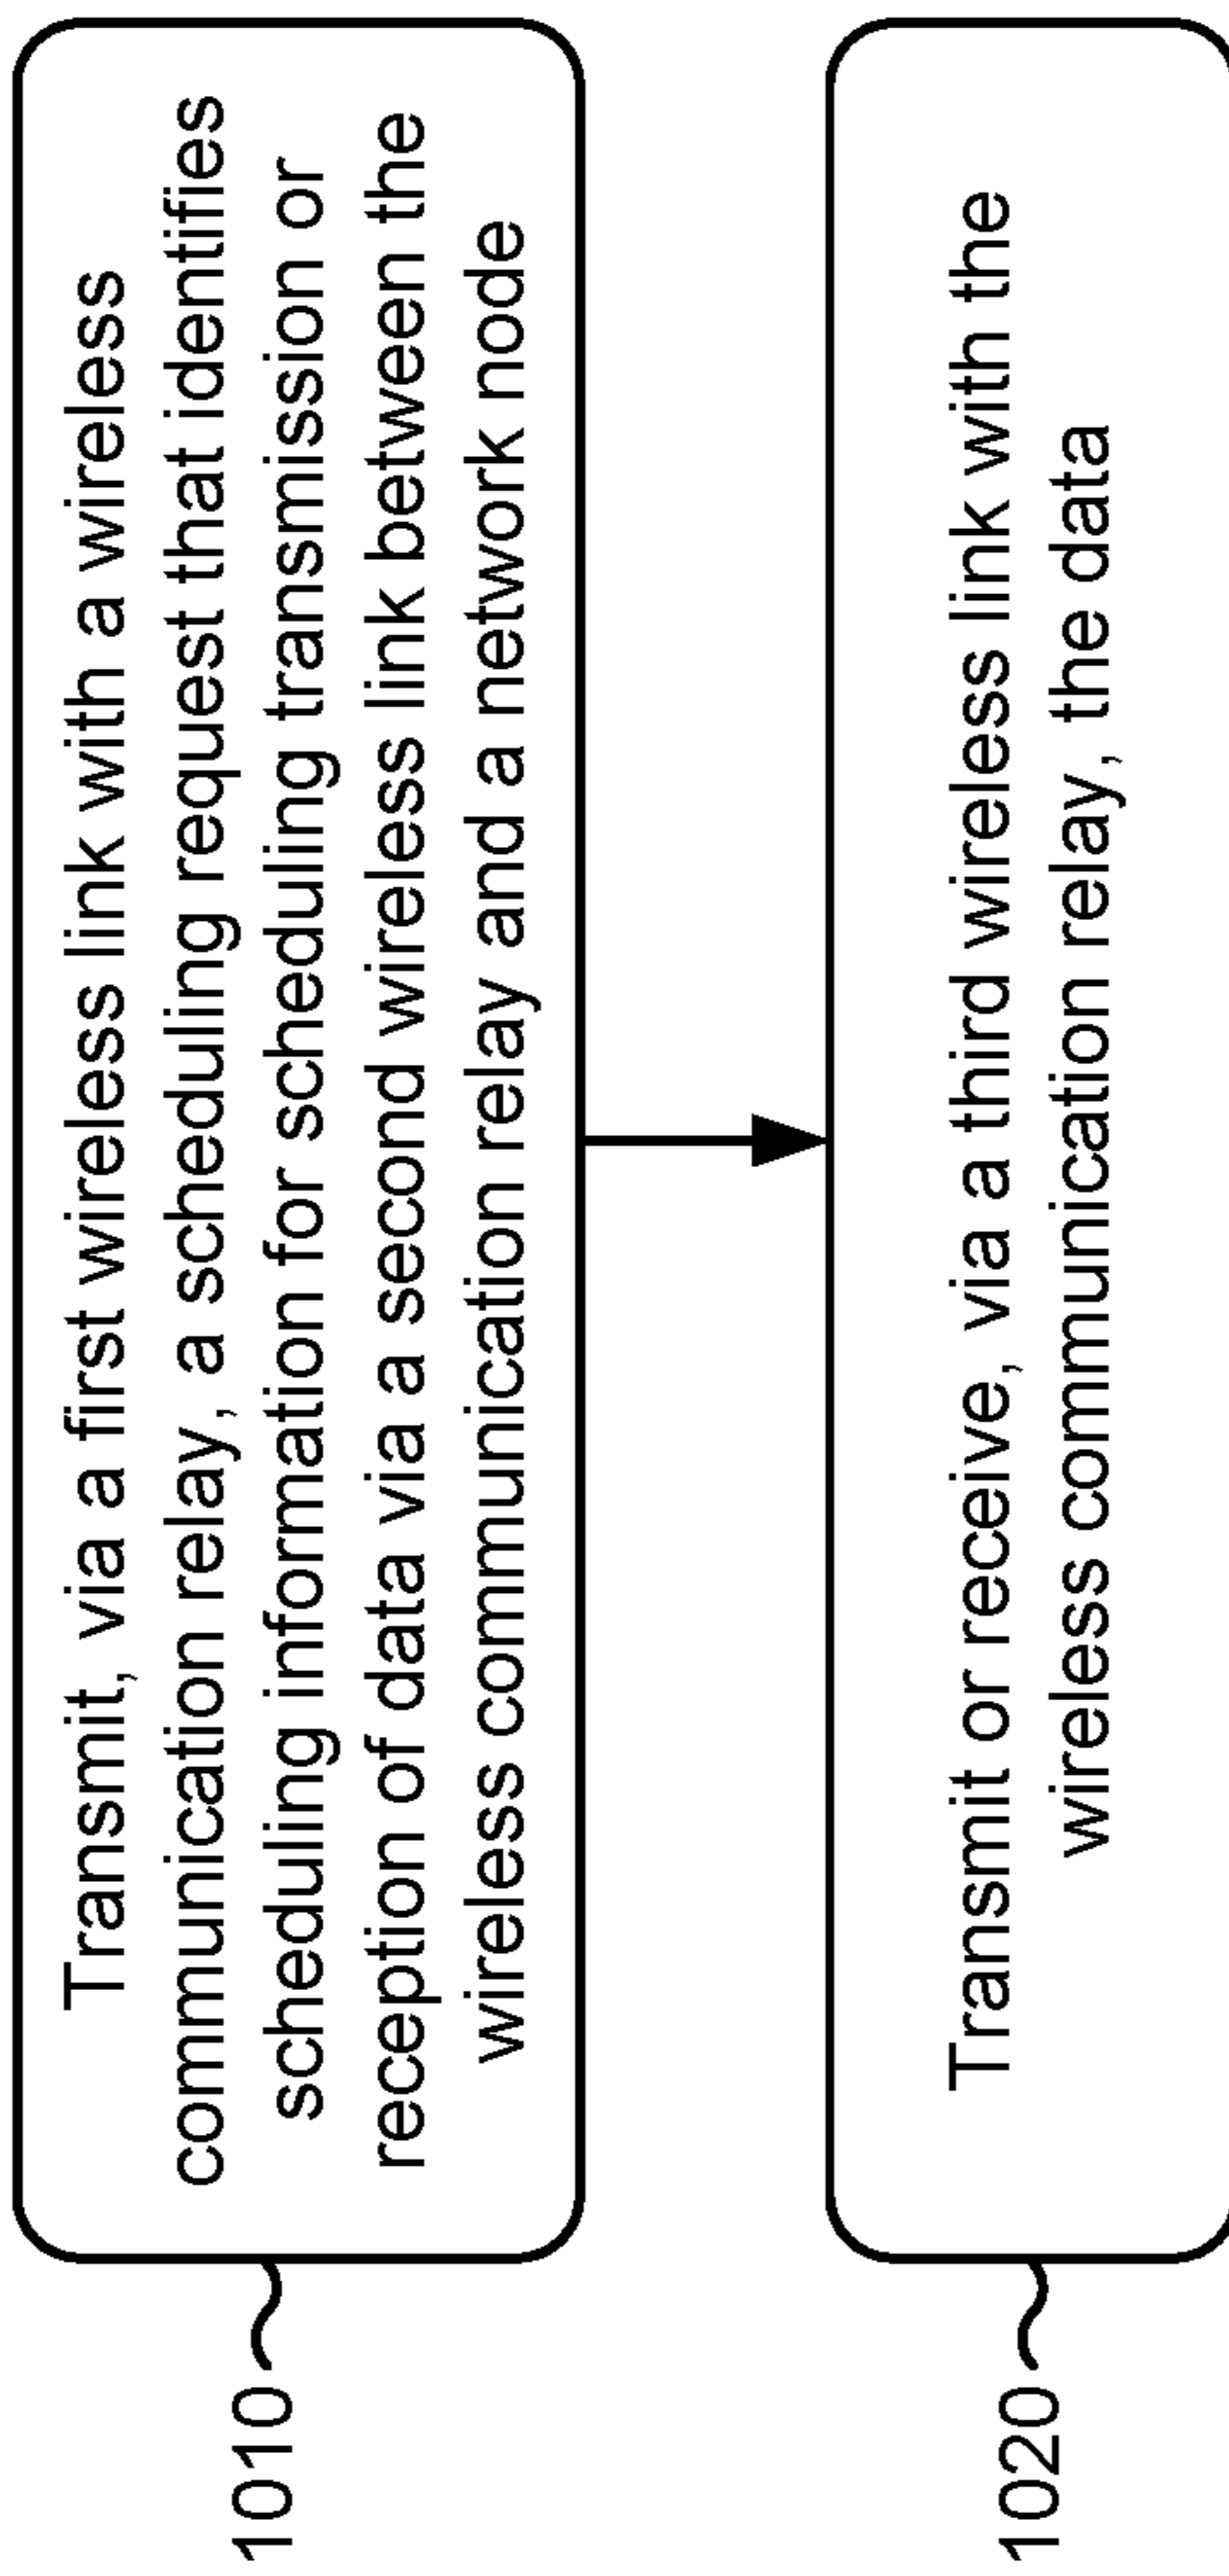 1010
Transmit, via a first wireless link with a wireless
communication relay, a scheduling request that identifies
scheduling information for scheduling transmission or
reception of data via a second wireless link between the
wireless communication relay and a network node
1020
Transmit or receive, via a third wireless link with the
wireless communication relay, the data